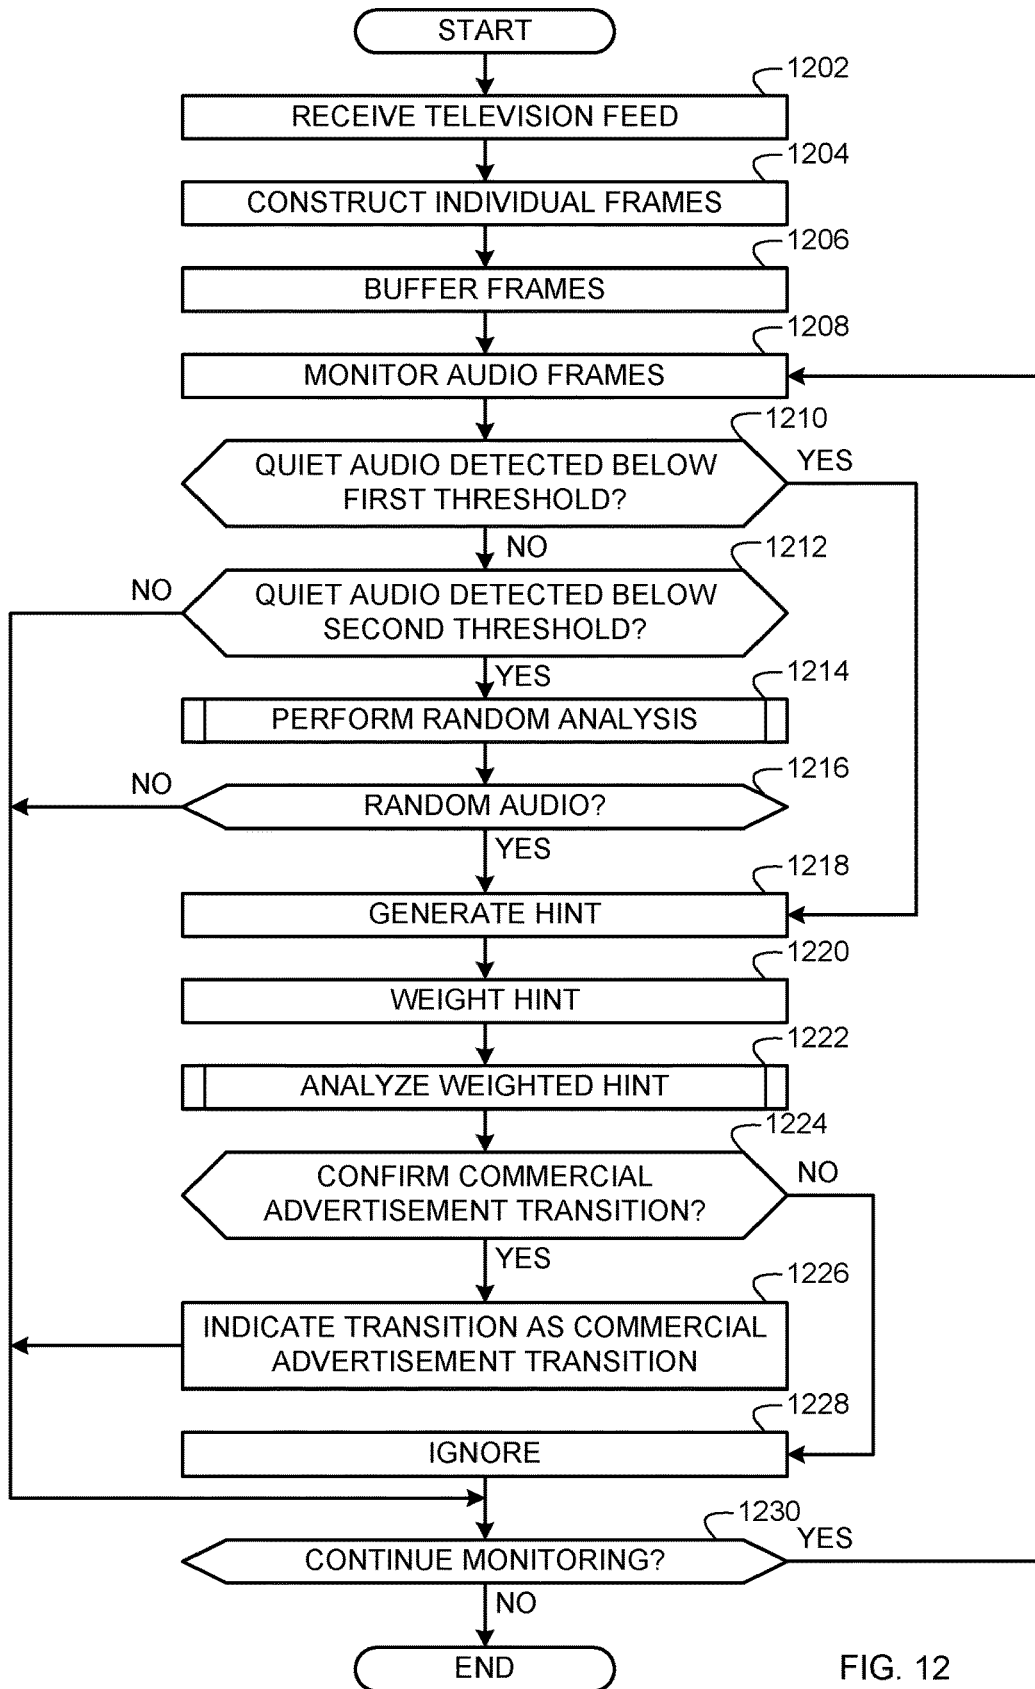 START
1202
RECEIVE TELEVISION FEED
1204
CONSTRUCT INDIVIDUAL FRAMES
1206
BUFFER FRAMES
1208
MONITOR AUDIO FRAMES
1210
QUIET AUDIO DETECTED BELOW
FIRST THRESHOLD?
YES
NO
1212
NO
QUIET AUDIO DETECTED BELOW
SECOND THRESHOLD?
YES
1214
PERFORM RANDOM ANALYSIS
1216
NO
RANDOM AUDIO?
YES
1218
GENERATE HINT
1220
WEIGHT HINT
1222
ANALYZE WEIGHTED HINT
1224
CONFIRM COMMERCIAL
ADVERTISEMENT TRANSITION?
NO
YES
1226
INDICATE TRANSITION AS COMMERCIAL
ADVERTISEMENT TRANSITION
1228
IGNORE
1230
CONTINUE MONITORING?
YES
NO
END
FIG. 12